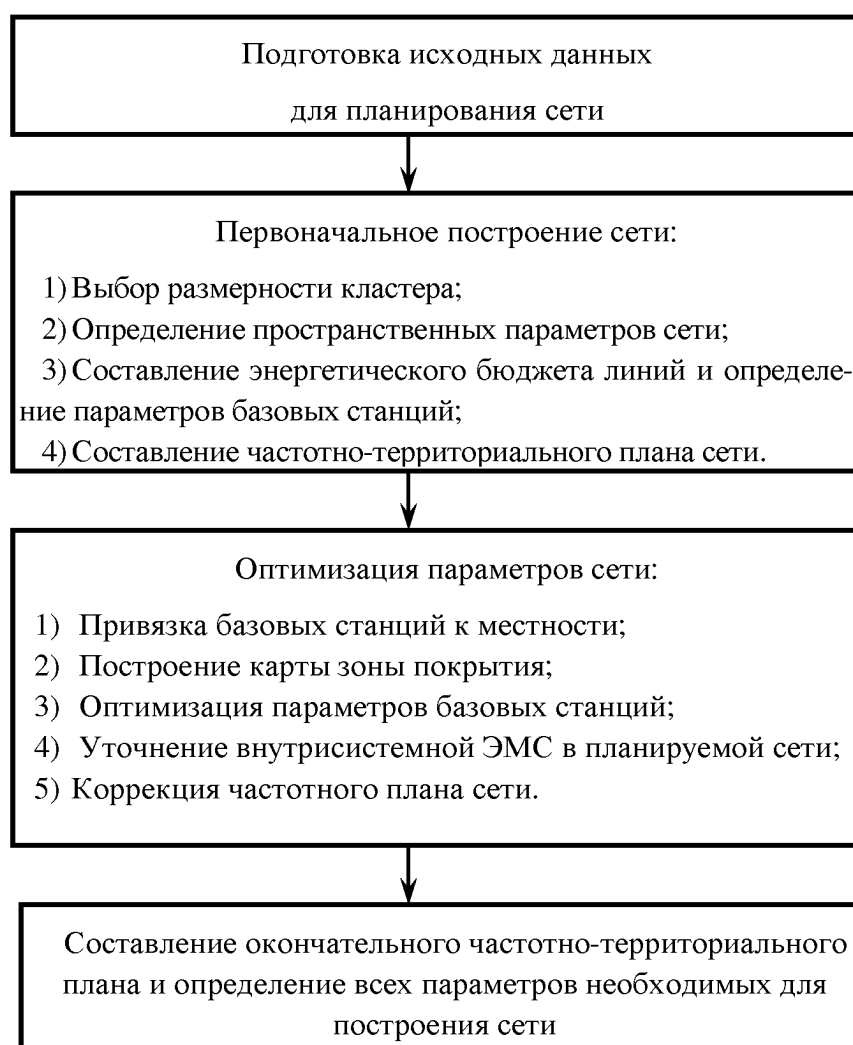 Подготовка исходных данных
для планирования сети
Первоначальное построение сети:
1) Выбор размерности кластера;
2) Определение пространственных параметров сети;
3) Составление энергетического бюджета линий и определе-
ние параметров базовых станций;
4) Составление частотно-территориального плана сети.
Оптимизация параметров сети:
1) Привязка базовых станций к местности;
2) Построение карты зоны покрытия;
3) Оптимизация параметров базовых станций;
4) Уточнение внутрисистемной ЭМС в планируемой сети;
5) Коррекция частотного плана сети.
Составление окончательного частотно-территориального
плана и определение всех параметров необходимых для
построения сети